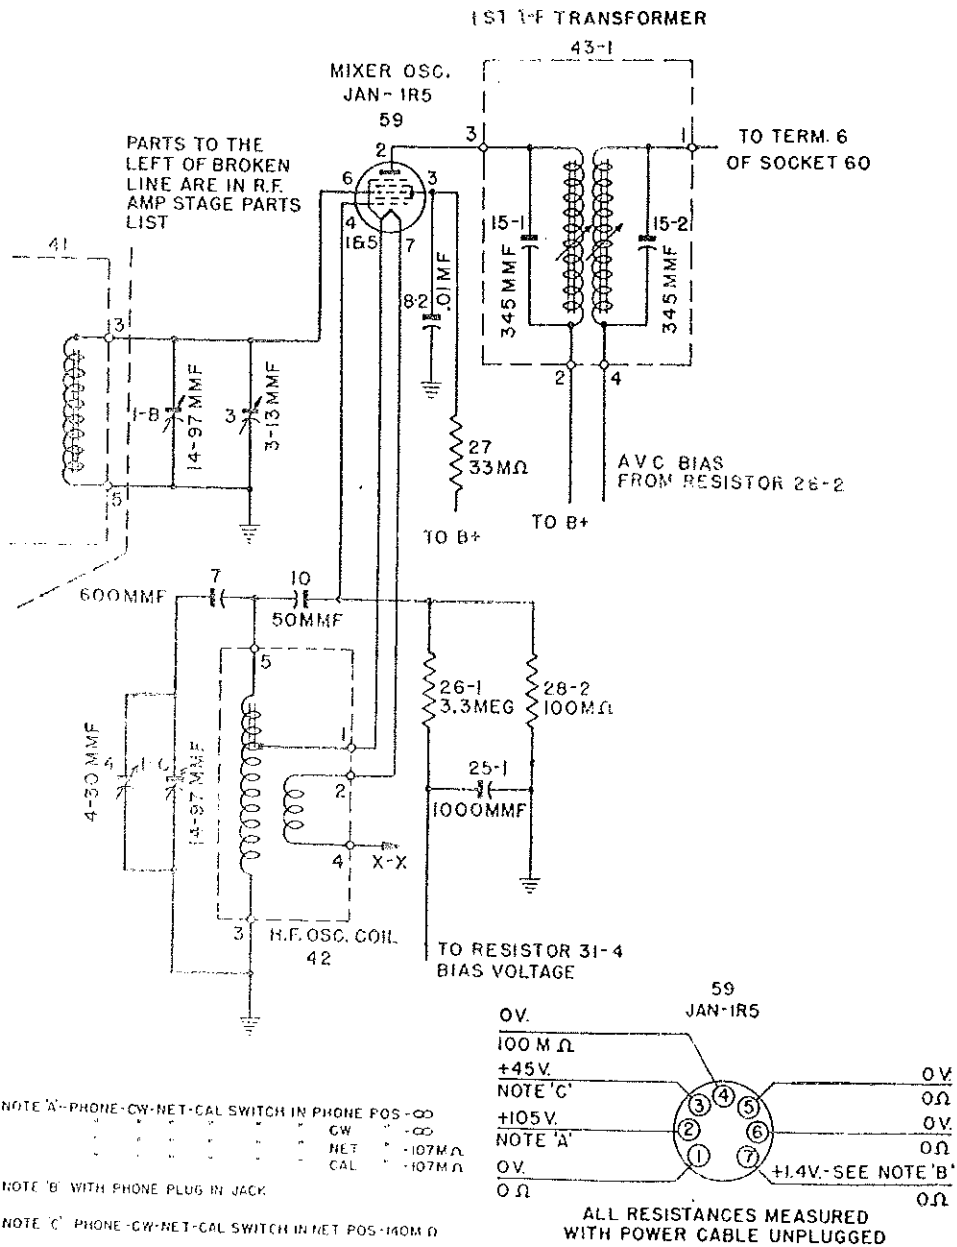 1ST I-F TRANSFORMER
43-1
MIXER OSC.
JAN-1R5
59
PARTS TO THE
LEFT OF BROKEN
LINE ARE IN R.F.
AMP STAGE PARTS
LIST
2
3
1
TO TERM. 6
OF SOCKET 60
6
3
4
1&5
7
41
15-1
15-2
345 MMF
345 MMF
8-2
.01MF
3
1-B
14-97 MMF
3
3-13 MMF
5
2
4
27
33MΩ
AVC BIAS
FROM RESISTOR 26-2
TO B+
TO B+
600MMF
7
10
50MMF
5
26-1
3.3MEG
28-2
100MΩ
4-30 MMF
4
1-C
14-97 MMF
1
2
4
X-X
25-1
1000MMF
3
H.F. OSC. COIL
42
TO RESISTOR 31-4
BIAS VOLTAGE
59
JAN-1R5
0V.
100 M Ω
+45V.
NOTE 'C'
+105V.
NOTE 'A'
0V.
0 Ω
4
3
5
2
6
1
7
0V.
0Ω
0V.
0Ω
+1.4V.-SEE NOTE 'B'
0Ω
ALL RESISTANCES MEASURED
WITH POWER CABLE UNPLUGGED
NOTE 'A'-PHONE-CW-NET-CAL SWITCH IN PHONE POS-∞
" " " " " " CW " -∞
" " " " " " NET " -107MΩ
" " " " " " CAL " -107MΩ
NOTE 'B' WITH PHONE PLUG IN JACK
NOTE 'C' PHONE-CW-NET-CAL SWITCH IN NET POS-140M Ω